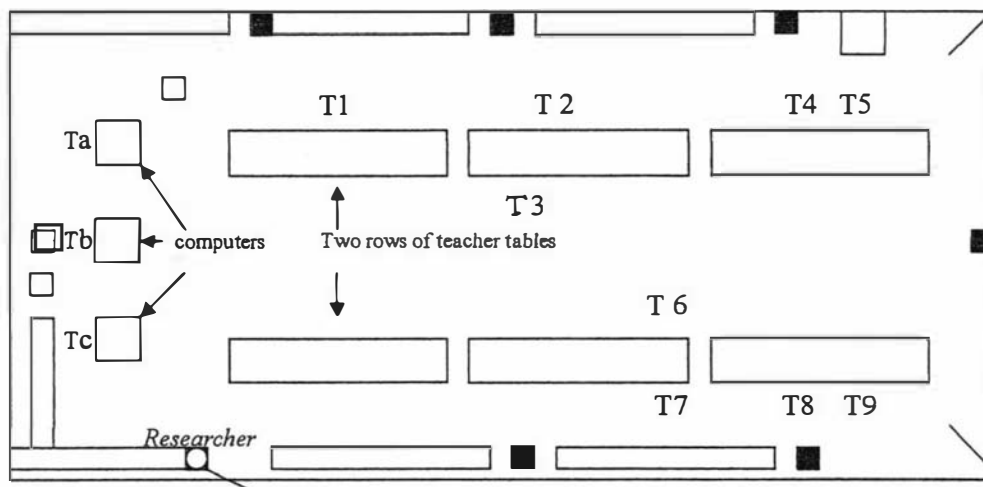 T1 T 2 T4 T5
Ta
T3
Tb computers Two rows of teacher tables
T 6
Tc
T7 T8 T9
Researcher